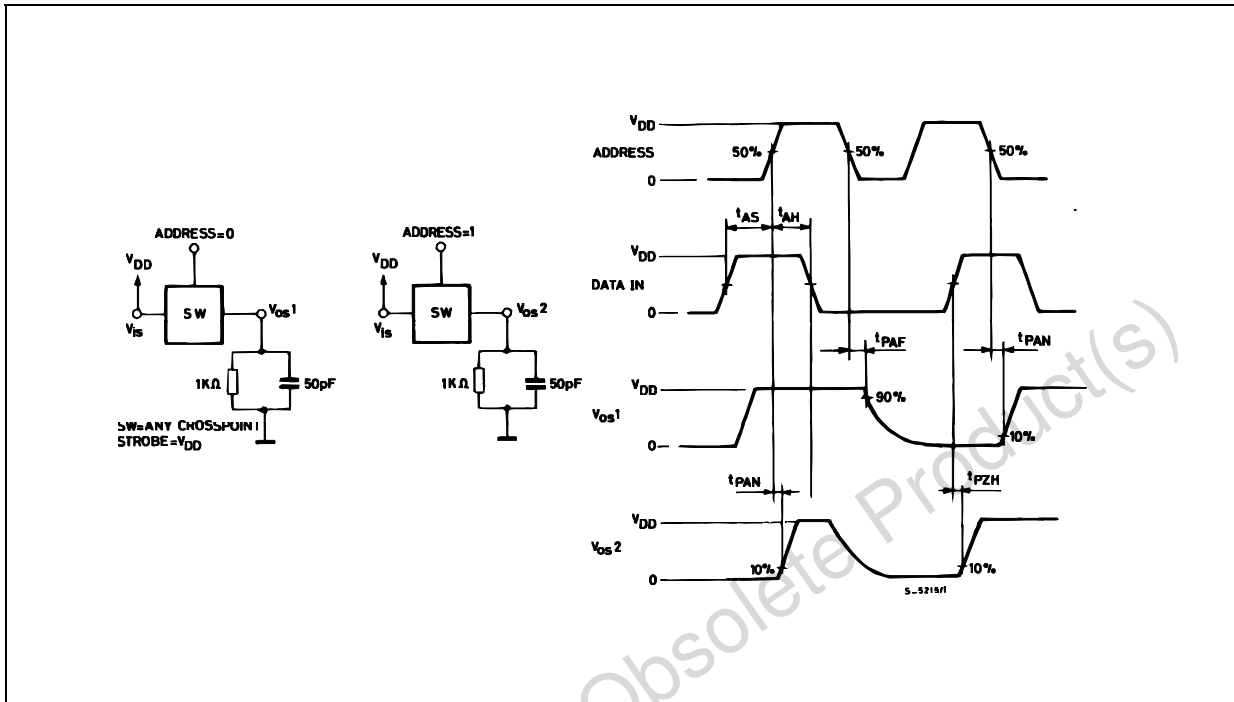 ADDRESS=0
VDD
SW
Vis
Vos1
1KΩ
50pF
SW=ANY CROSSPOINT
STROBE=VDD
ADDRESS=1
VDD
SW
Vis
Vos2
1KΩ
50pF
VDD
ADDRESS
50%
50%
50%
0
tAS
tAH
VDD
DATA IN
0
tPAF
tPAN
VDD
90%
Vos1
0
10%
tPAN
tPZH
VDD
Vos2
10%
10%
0
Obsolete Product(s)